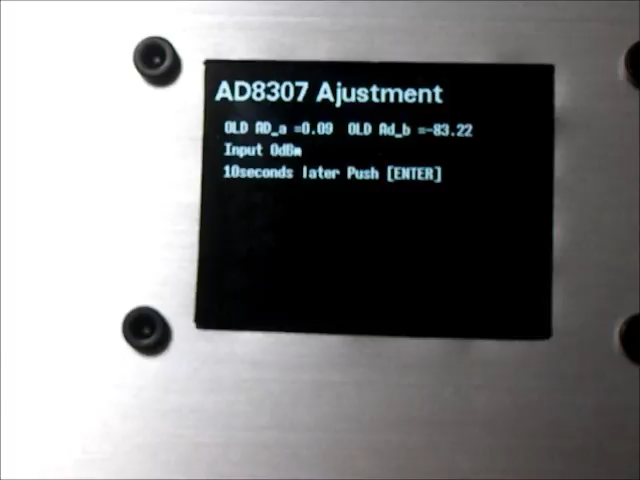 AD8307 Ajustment
OLD AD_a =0.09 OLD Ad_b =-83.22
Input 0dBm
10seconds later Push [ENTER]